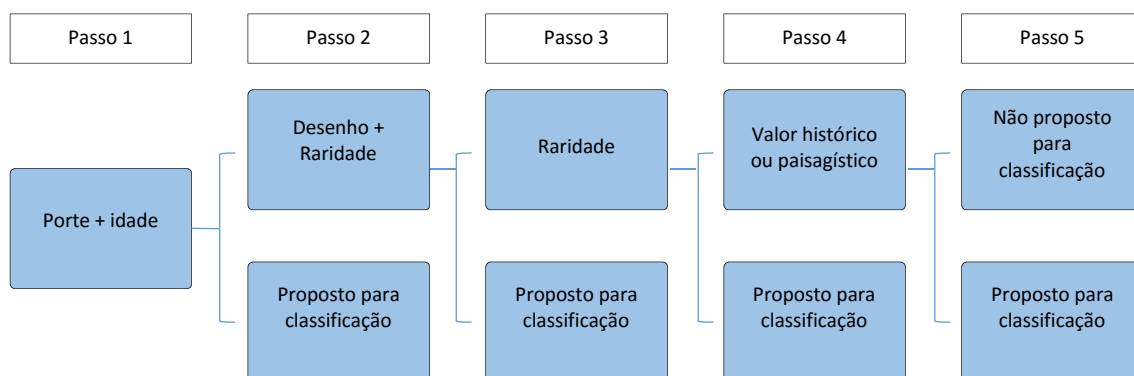 Passo 1
Passo 2
Passo 3
Passo 4
Passo 5
Porte + idade
Desenho +
Raridade
Raridade
Valor histórico
ou paisagístico
Não proposto
para
classificação
Proposto para
classificação
Proposto para
classificação
Proposto para
classificação
Proposto para
classificação